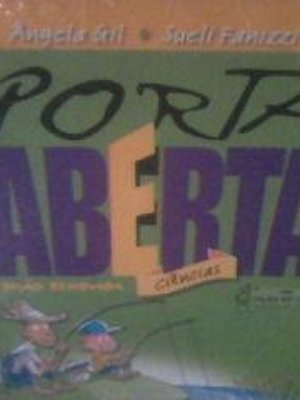 Angela Gil • Sueli Fanizzi
PORTA
ABERTA
CIÊNCIAS